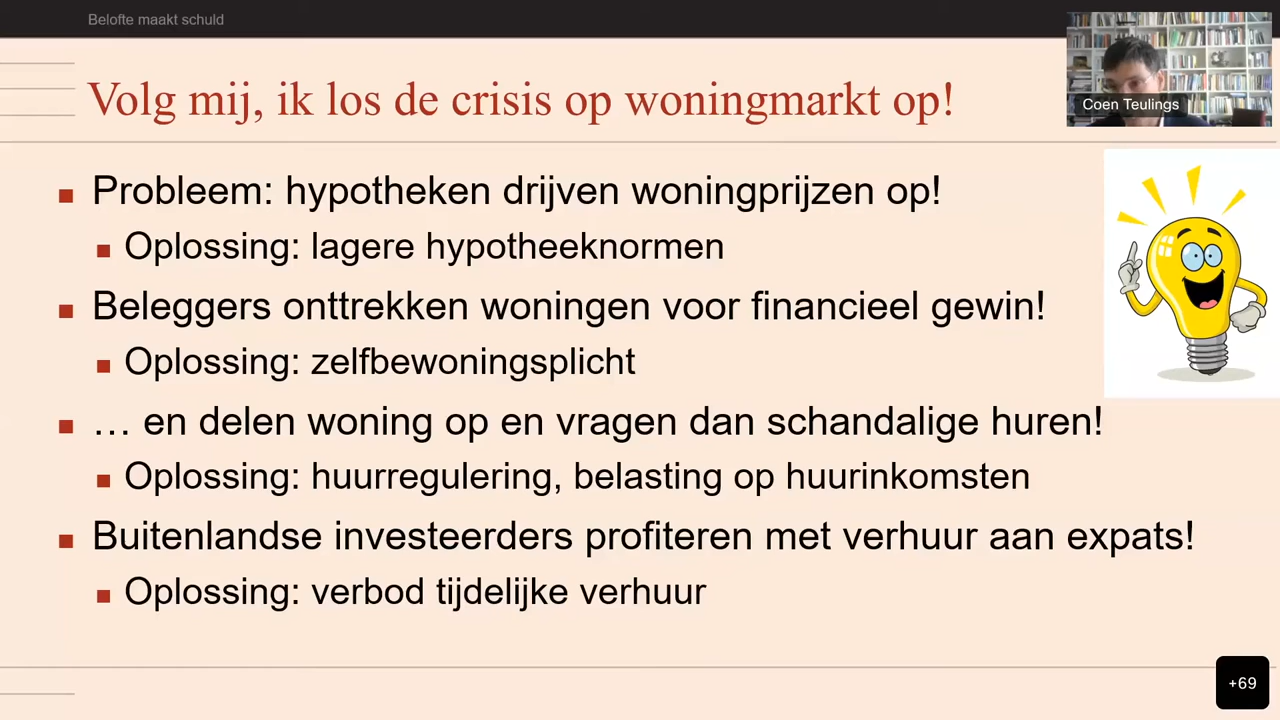 Belofte maakt schuld
Volg mij, ik los de crisis op woningmarkt op!
Coen Teulings
Probleem: hypotheken drijven woningprijzen op!
Oplossing: lagere hypotheeknormen
Beleggers onttrekken woningen voor financieel gewin!
Oplossing: zelfbewoningsplicht
… en delen woning op en vragen dan schandalige huren!
Oplossing: huurregulering, belasting op huurinkomsten
Buitenlandse investeerders profiteren met verhuur aan expats!
Oplossing: verbod tijdelijke verhuur
+69